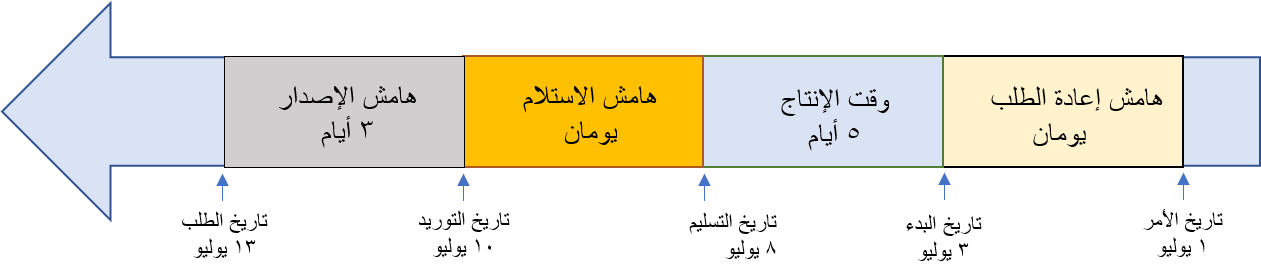 هامش إعادة الطلب
يومان
وقت الإنتاج
٥ أيام
هامش الاستلام
يومان
هامش الإصدار
٣ أيام
تاريخ الأمر
١ يوليو
تاريخ البدء
٣ يوليو
تاريخ التسليم
٨ يوليو
تاريخ التوريد
١٠ يوليو
تاريخ الطلب
١٣ يوليو